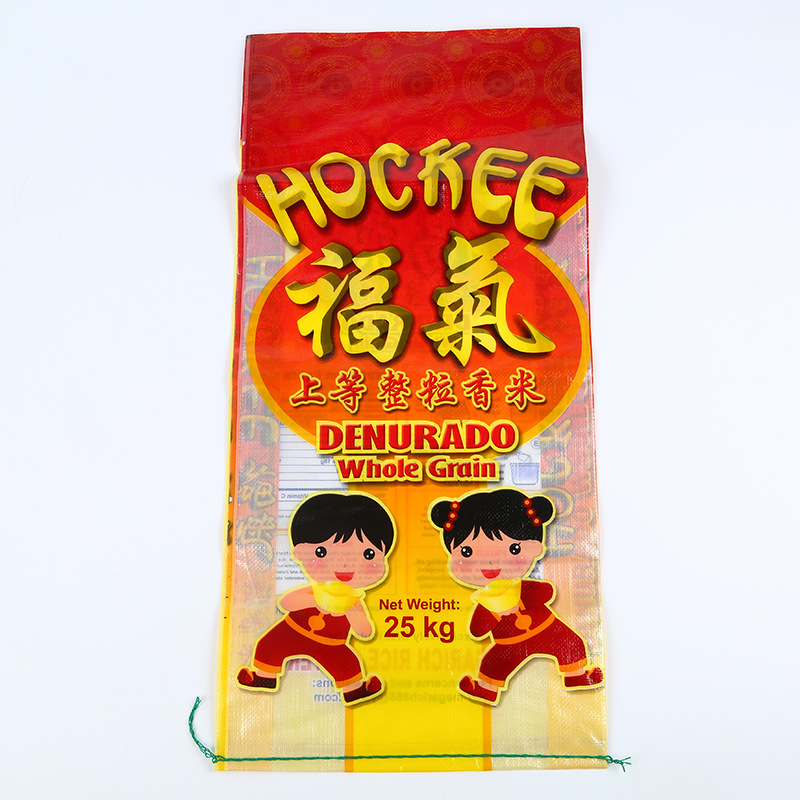 HOCKEE
福氣
上等整粒香米
DENURADO
Whole Grain
Net Weight:
25 kg